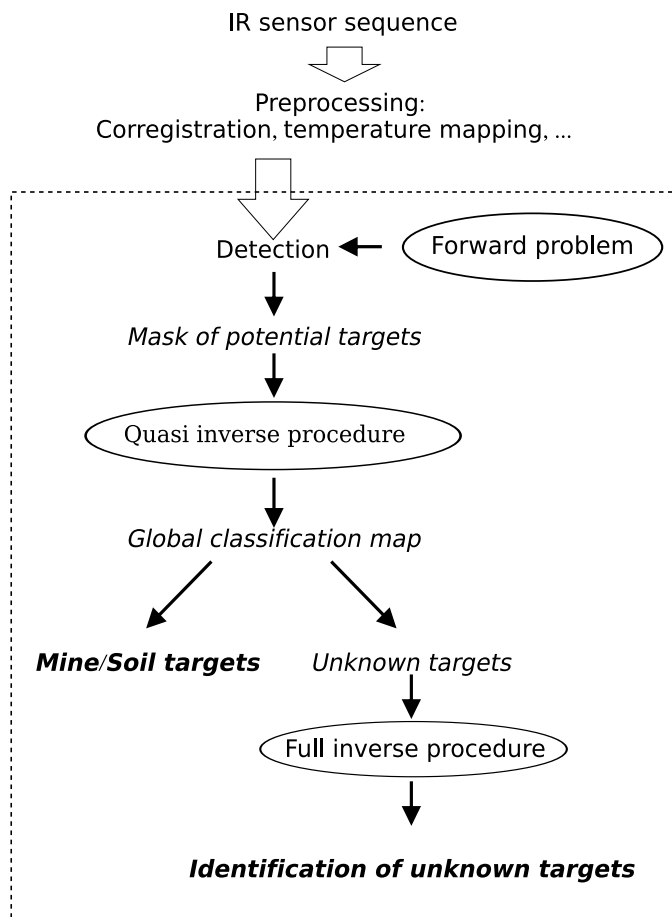 IR sensor sequence
Preprocessing:
Corregistration, temperature mapping, ...
Detection
Forward problem
Mask of potential targets
Quasi inverse procedure
Global classification map
Mine/Soil targets
Unknown targets
Full inverse procedure
Identification of unknown targets